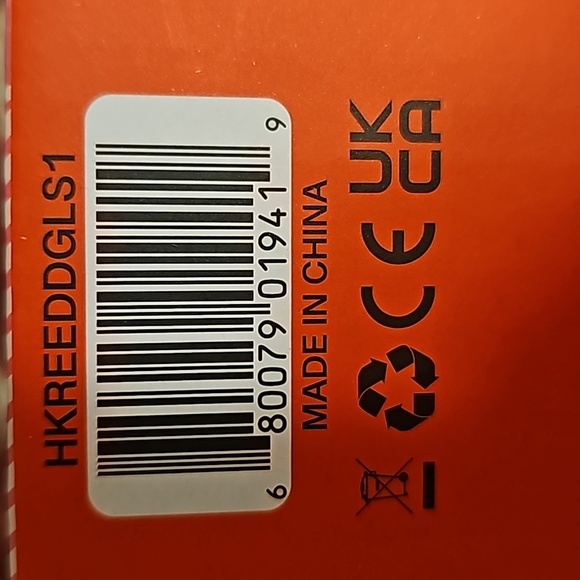 HKREEDDGLS1
6 80079 01941 9
MADE IN CHINA
CE UK
CA